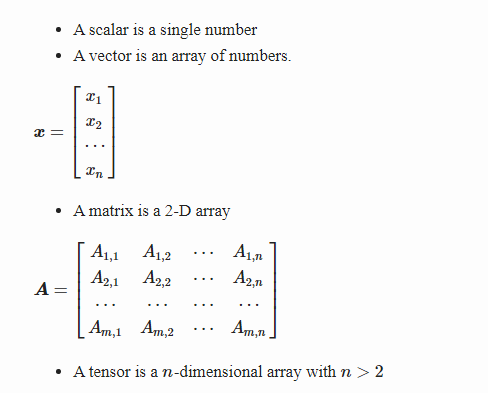 • A scalar is a single number
• A vector is an array of numbers.
x =
x1
x2
⋯
xn
• A matrix is a 2-D array
A =
A1,1 A1,2 ⋯ A1,n
A2,1 A2,2 ⋯ A2,n
⋯ ⋯ ⋯ ⋯
Am,1 Am,2 ⋯ Am,n
• A tensor is a n-dimensional array with n > 2